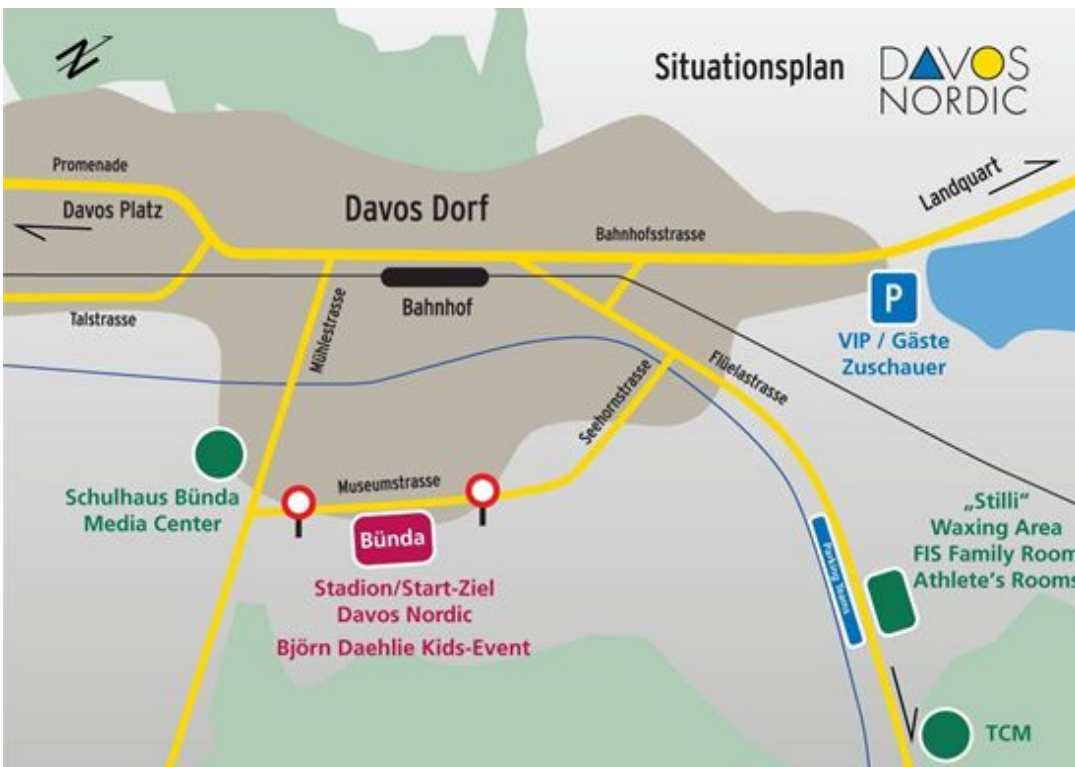 N
Situationsplan
DAVOS
NORDIC
Promenade
Davos Platz
Davos Dorf
Bahnhofsstrasse
Landquart
Talstrasse
Mühlestrasse
Bahnhof
P
VIP / Gäste
Zuschauer
Flüelastrasse
Seehornstrasse
Schulhaus Bünda
Media Center
Museumstrasse
Bünda
Stadion/Start-Ziel
Davos Nordic
Björn Daehlie Kids-Event
Parking Teams
„Stilli“
Waxing Area
FIS Family Room
Athlete's Rooms
TCM